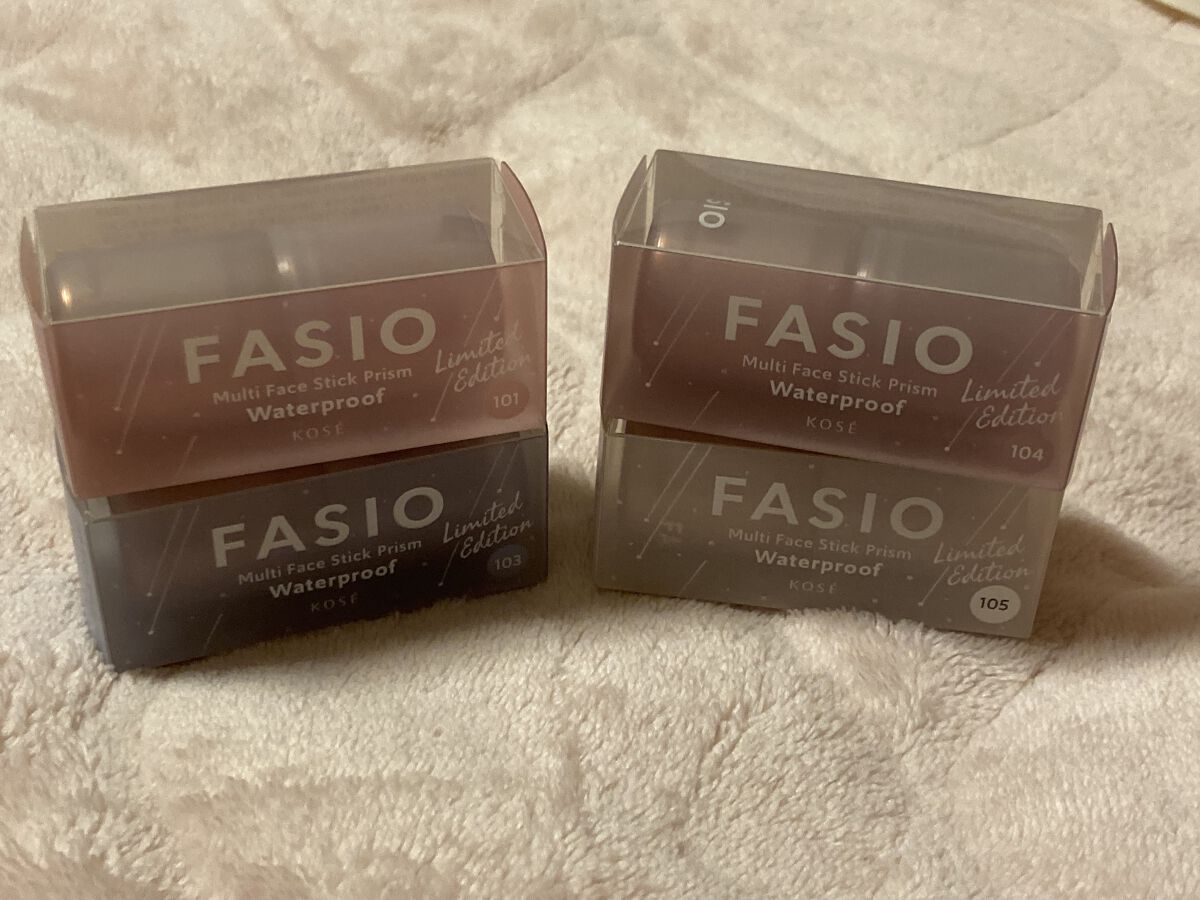 FASIO
Multi Face Stick Prism
Waterproof
KOSÉ
Limited
Edition
101
FASIO
Multi Face Stick Prism
Waterproof
KOSÉ
Limited
Edition
103
FASIO
Multi Face Stick Prism
Waterproof
KOSÉ
Limited
Edition
104
FASIO
Multi Face Stick Prism
Waterproof
KOSÉ
Limited
Edition
105